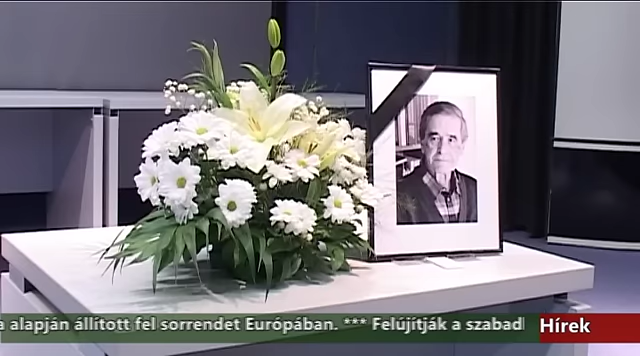 a alapján állított fel sorrendet Európában. *** Felújítják a szabad
Hírek